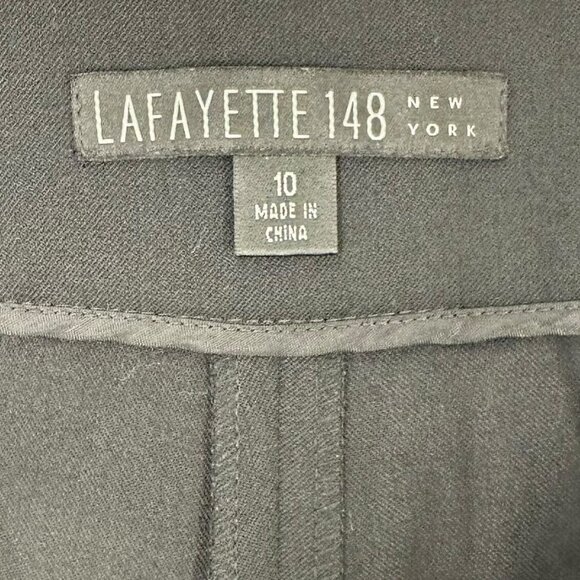 LAFAYETTE 148 NEW YORK
10
MADE IN
CHINA